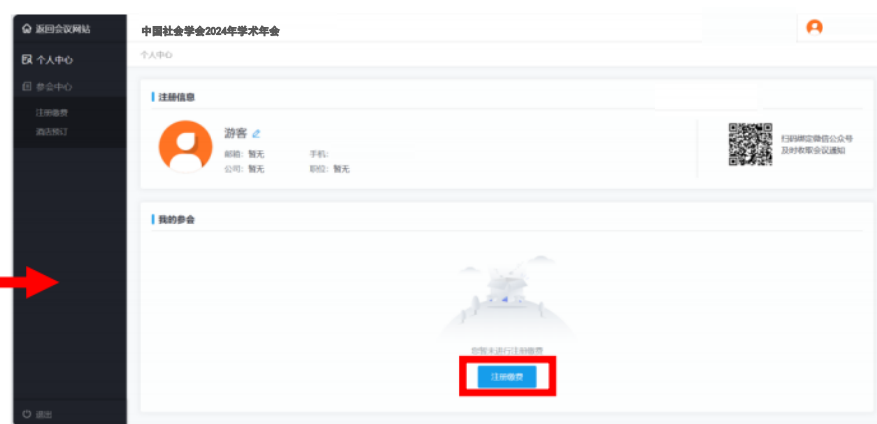 返回会议网站
中国社会学会2024年学术年会
个人中心
个人中心
参会中心
注册缴费
酒店预订
注册信息
游客
邮箱: 暂无
手机:
公司: 暂无
职位: 暂无
扫码绑定微信公众号
及时收取会议通知
我的参会
您暂未进行注册缴费
注册缴费
退出